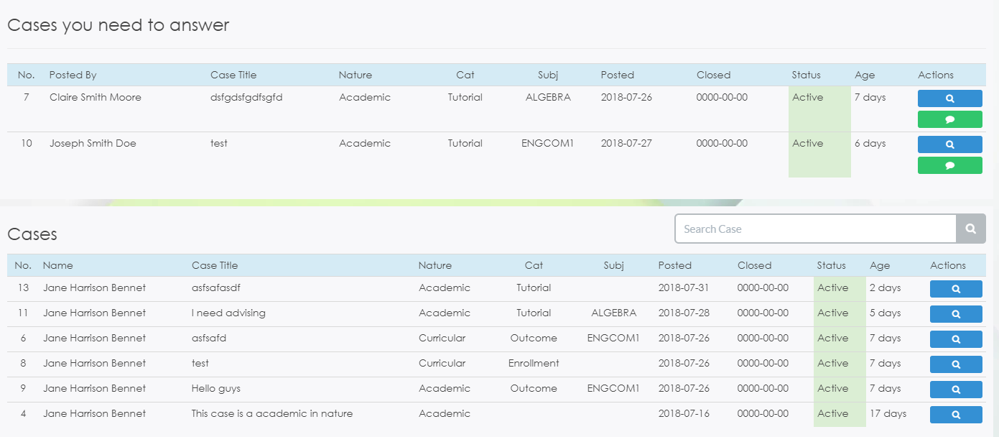 Cases you need to answer
No. Posted By Case Title Nature Cat Subj Posted Closed Status Age Actions
7 Claire Smith Moore dsfgdsfgdfsgfd Academic Tutorial ALGEBRA 2018-07-26 0000-00-00 Active 7 days
10 Joseph Smith Doe test Academic Tutorial ENGCOM1 2018-07-27 0000-00-00 Active 6 days
Cases Search Case
No. Name Case Title Nature Cat Subj Posted Closed Status Age Actions
13 Jane Harrison Bennet asfsafasdf Academic Tutorial 2018-07-31 0000-00-00 Active 2 days
11 Jane Harrison Bennet I need advising Academic Tutorial ALGEBRA 2018-07-28 0000-00-00 Active 5 days
6 Jane Harrison Bennet asfsafd Curricular Outcome ENGCOM1 2018-07-26 0000-00-00 Active 7 days
8 Jane Harrison Bennet test Curricular Enrollment 2018-07-26 0000-00-00 Active 7 days
9 Jane Harrison Bennet Hello guys Academic Outcome ENGCOM1 2018-07-26 0000-00-00 Active 7 days
4 Jane Harrison Bennet This case is a academic in nature Academic 2018-07-16 0000-00-00 Active 17 days